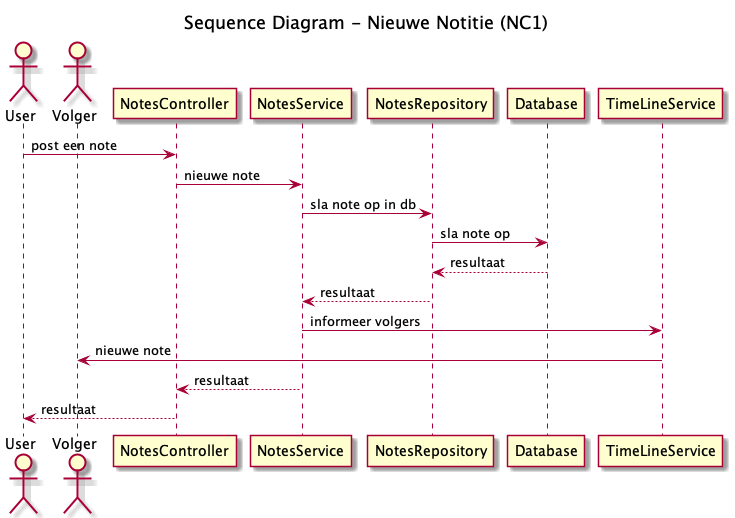 Sequence Diagram - Nieuwe Notitie (NC1)
User
Volger
NotesController
NotesService
NotesRepository
Database
TimeLineService
post een note
nieuwe note
sla note op in db
sla note op
resultaat
resultaat
informeer volgers
nieuwe note
resultaat
resultaat
User
Volger
NotesController
NotesService
NotesRepository
Database
TimeLineService